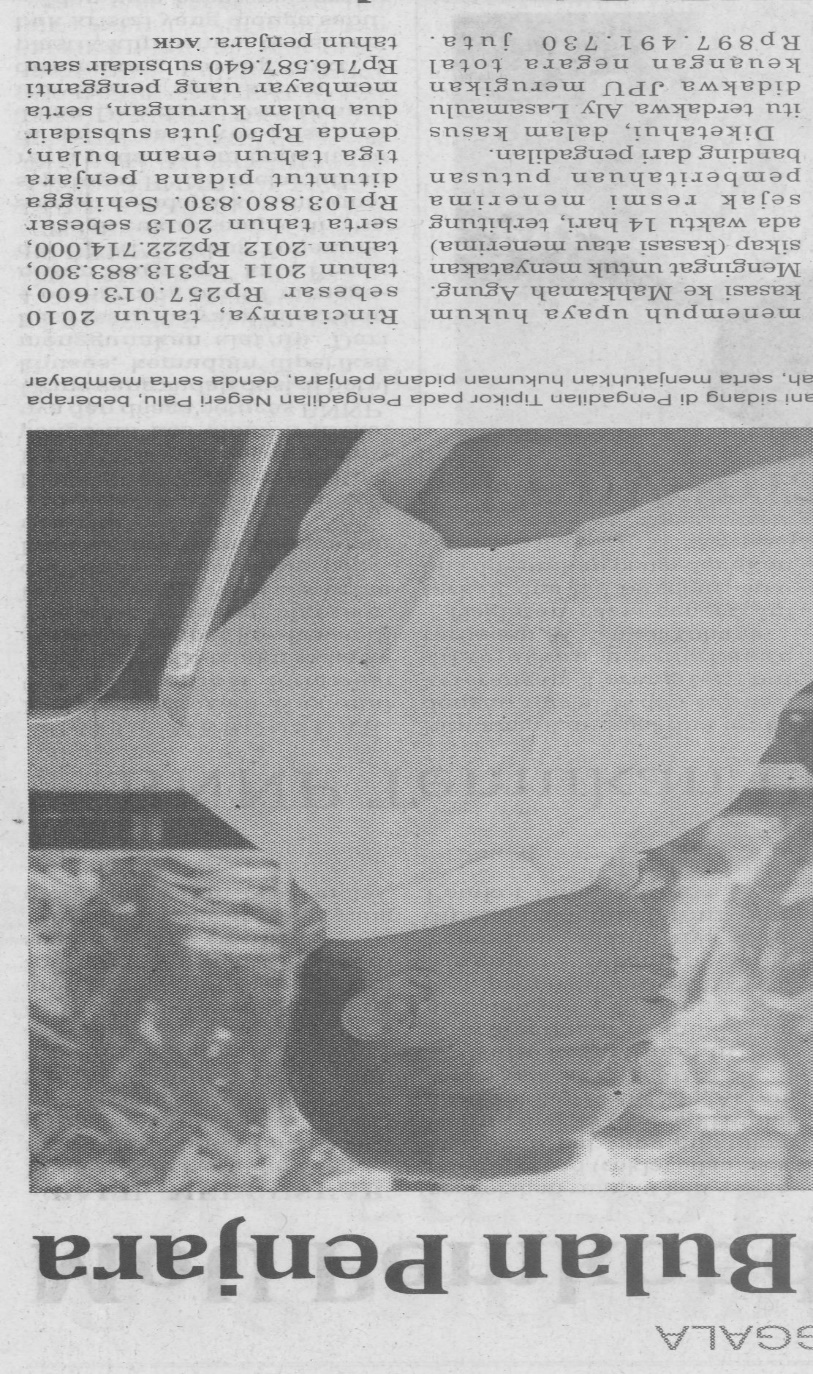 GGALA
Bulan Penjara
ani sidang di Pengadilan Tipikor pada Pengadilan Negeri Palu, beberapa
ah, serta menjatuhkan hukuman pidana penjara, denda serta membayar
menempuh upaya hukum
kasasi ke Mahkamah Agung.
Mengingat untuk menyatakan
sikap (kasasi atau menerima)
ada waktu 14 hari, terhitung
sejak resmi menerima
pemberitahuan putusan
banding dari pengadilan.
Diketahui, dalam kasus
itu terdakwa Aly Lasamaulu
didakwa JPU merugikan
keuangan negara total
Rp897.491.730 juta.
Rinciannya, tahun 2010
sebesar Rp257.013.600,
tahun 2011 Rp313.883.300,
tahun 2012 Rp222.714.000,
serta tahun 2013 sebesar
Rp103.880.830. Sehingga
dituntut pidana penjara
tiga tahun enam bulan,
denda Rp50 juta subsidair
dua bulan kurungan, serta
membayar uang pengganti
Rp716.587.640 subsidair satu
tahun penjara. AGK